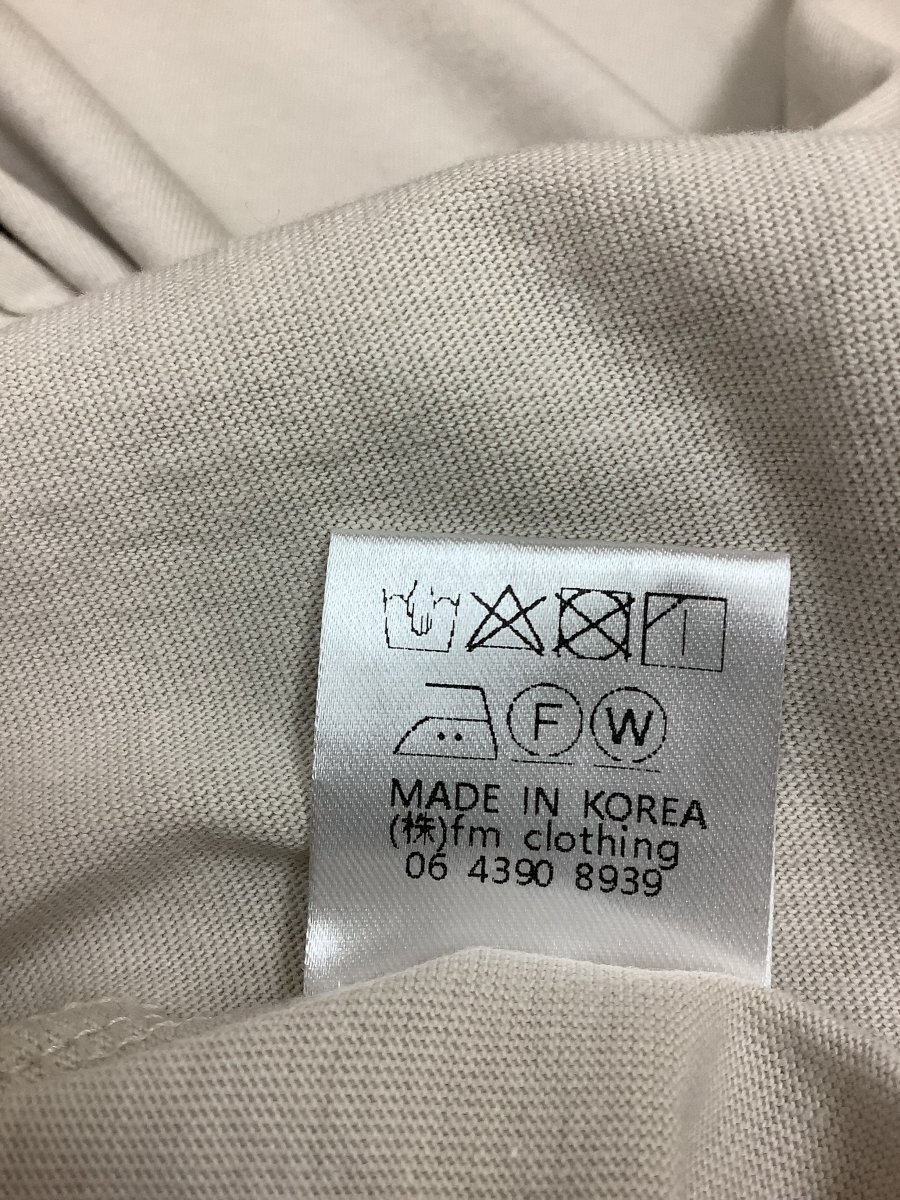 F W
MADE IN KOREA
(株)fm clothing
06 4390 8939